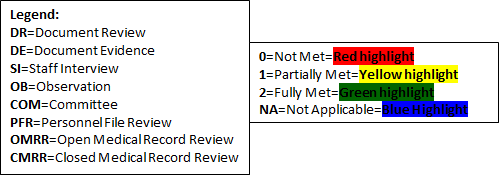 Legend:
DR=Document Review
DE=Document Evidence
SI=Staff Interview
OB=Observation
COM=Committee
PFR=Personnel File Review
OMRR=Open Medical Record Review
CMRR=Closed Medical Record Review
0=Not Met=Red highlight
1=Partially Met=Yellow highlight
2=Fully Met=Green highlight
NA=Not Applicable=Blue Highlight